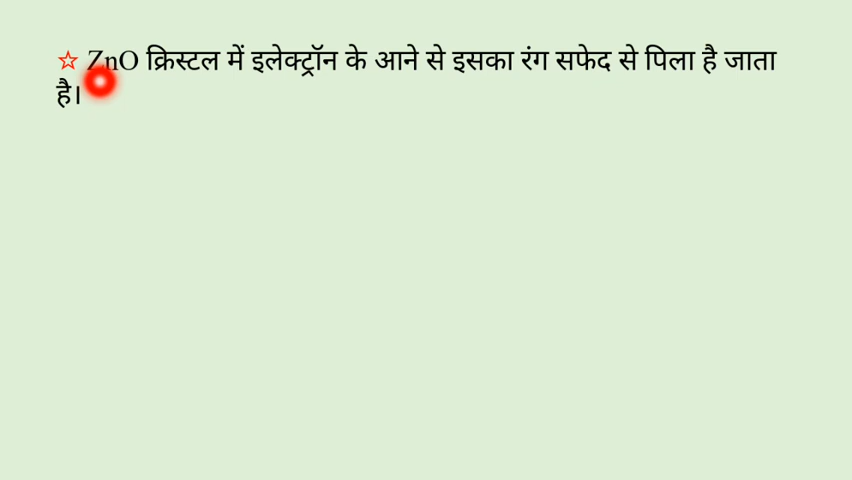 ☆ ZnO क्रिस्टल में इलेक्ट्रॉन के आने से इसका रंग सफेद से पिला है जाता
है।